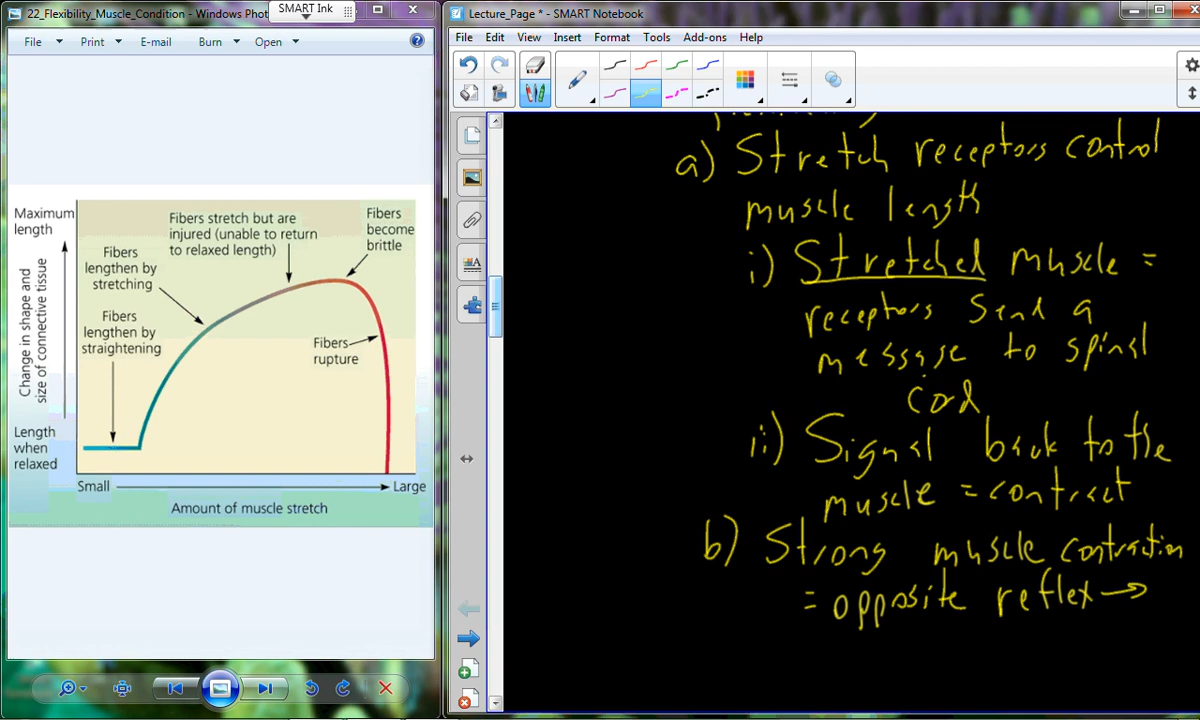 22_Flexibility_Muscle_Condition - Windows Phot
SMART Ink
File Print E-mail Burn Open
Maximum length
Change in shape and size of connective tissue
Length when relaxed
Fibers lengthen by straightening
Fibers lengthen by stretching
Fibers stretch but are
injured (unable to return
to relaxed length)
Fibers
become
brittle
Fibers
rupture
Small
Large
Amount of muscle stretch
Lecture_Page * - SMART Notebook
File Edit View Insert Format Tools Add-ons Help
a) Stretch receptors control
muscle length
i) Stretched muscle =
receptors send a
message to spinal
cord
ii) Signal back to the
muscle = contract
b) Strong muscle contraction
= opposite reflex →